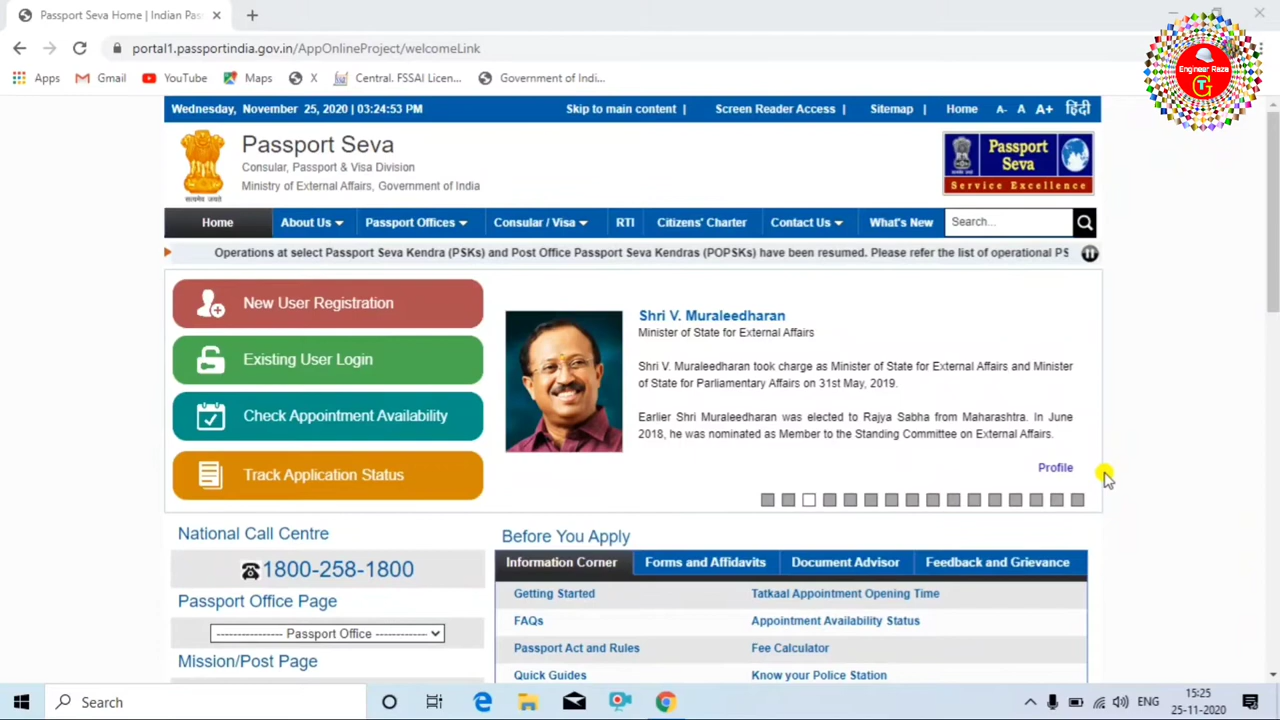 Passport Seva Home | Indian Pas
portal1.passportindia.gov.in/AppOnlineProject/welcomeLink
Apps Gmail YouTube Maps X Central. FSSAI Licen... Government of Indi...
Engineer Raza
Wednesday, November 25, 2020 | 03:24:53 PM Skip to main content | Screen Reader Access | Sitemap | Home A- A A+ हिंदी
Passport Seva
Consular, Passport & Visa Division
Ministry of External Affairs, Government of India
सत्यमेव जयते
Passport
Seva
Service Excellence
Home About Us Passport Offices Consular / Visa RTI Citizens' Charter Contact Us What's New Search...
Operations at select Passport Seva Kendra (PSKs) and Post Office Passport Seva Kendras (POPSKs) have been resumed. Please refer the list of operational PS
New User Registration
Existing User Login
Check Appointment Availability
Track Application Status
Shri V. Muraleedharan
Minister of State for External Affairs
Shri V. Muraleedharan took charge as Minister of State for External Affairs and Minister
of State for Parliamentary Affairs on 31st May, 2019.
Earlier Shri Muraleedharan was elected to Rajya Sabha from Maharashtra. In June
2018, he was nominated as Member to the Standing Committee on External Affairs.
Profile
National Call Centre
1800-258-1800
Passport Office Page
---------------- Passport Office ------------
Mission/Post Page
Before You Apply
Information Corner Forms and Affidavits Document Advisor Feedback and Grievance
Getting Started Tatkaal Appointment Opening Time
FAQs Appointment Availability Status
Passport Act and Rules Fee Calculator
Quick Guides Know your Police Station
Search ENG 15:25
25-11-2020